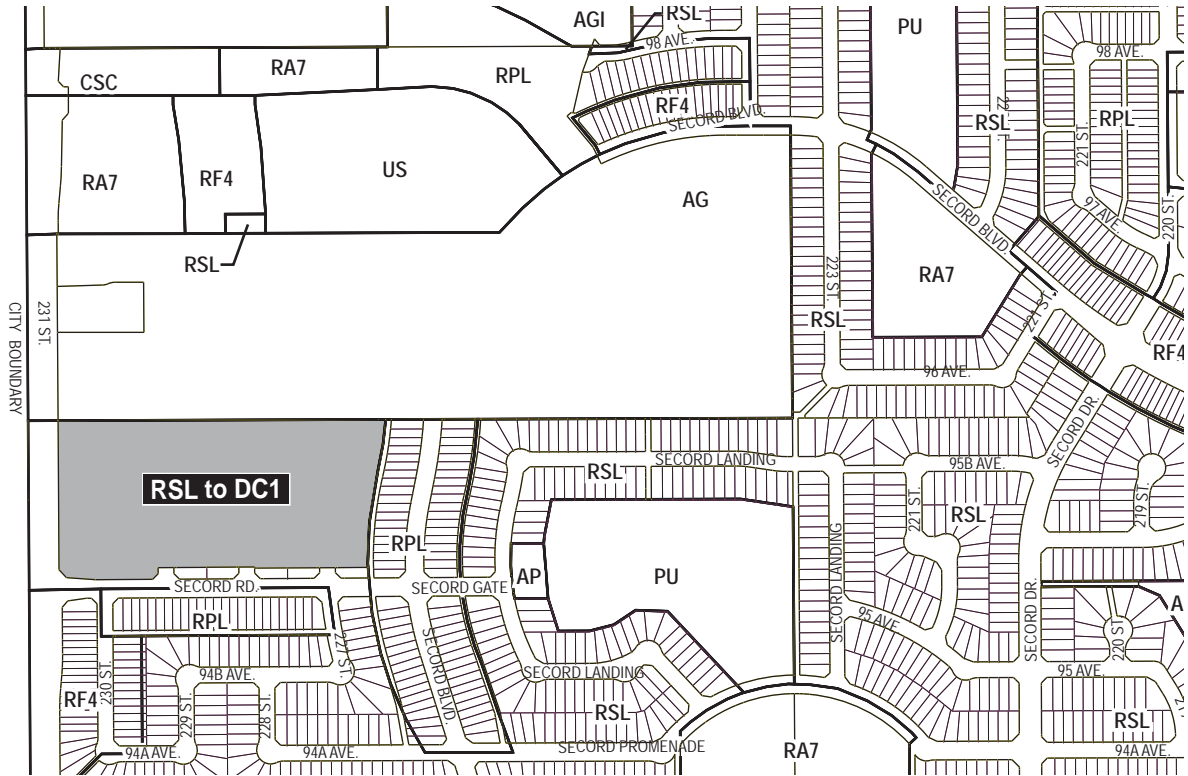 AGI
RSL
PU
98 AVE.
98 AVE.
CSC
RA7
RPL
RF4
SECORD BLVD.
RSL
RPL
221 ST.
RA7
RF4
US
AG
97 AVE.
220 ST.
SECORD BLVD.
RSL
223 ST.
RA7
221 ST.
RSL
CITY BOUNDARY
231 ST.
RF4
96 AVE.
SECORD DR.
RSL to DC1
RSL
SECORD LANDING
95B AVE.
219 ST.
221 ST.
RSL
RPL
AP
PU
SECORD LANDING
SECORD RD.
SECORD GATE
RPL
227 ST.
SECORD BLVD.
95 AVE
SECORD DR.
220 ST
A
94B AVE.
SECORD LANDING
95 AVE.
RF4
230 ST.
229 ST.
228 ST.
RSL
RSL
94A AVE.
94A AVE.
SECORD PROMENADE
RA7
94A AVE.